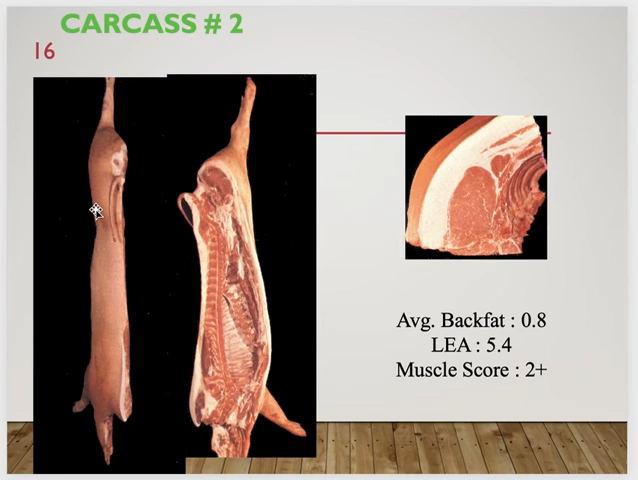 CARCASS # 2
16
Avg. Backfat : 0.8
LEA : 5.4
Muscle Score : 2+